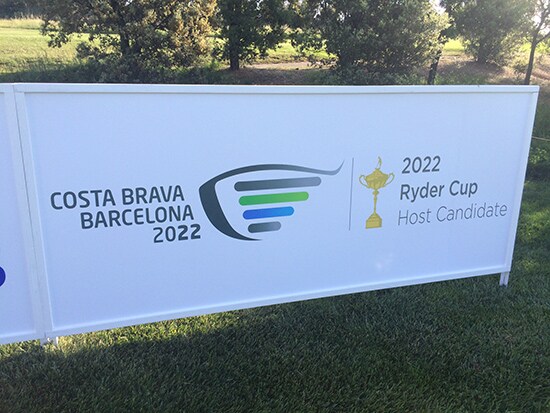 COSTA BRAVA
BARCELONA
2022
2022
Ryder Cup
Host Candidate